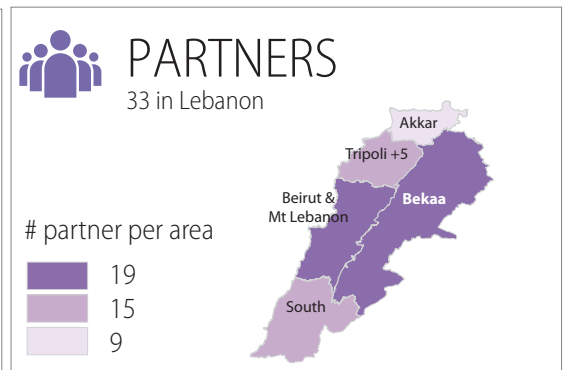 PARTNERS
33 in Lebanon
Akkar
Tripoli +5
Beirut &
Mt Lebanon
Bekaa
# partner per area
19
15
9
South